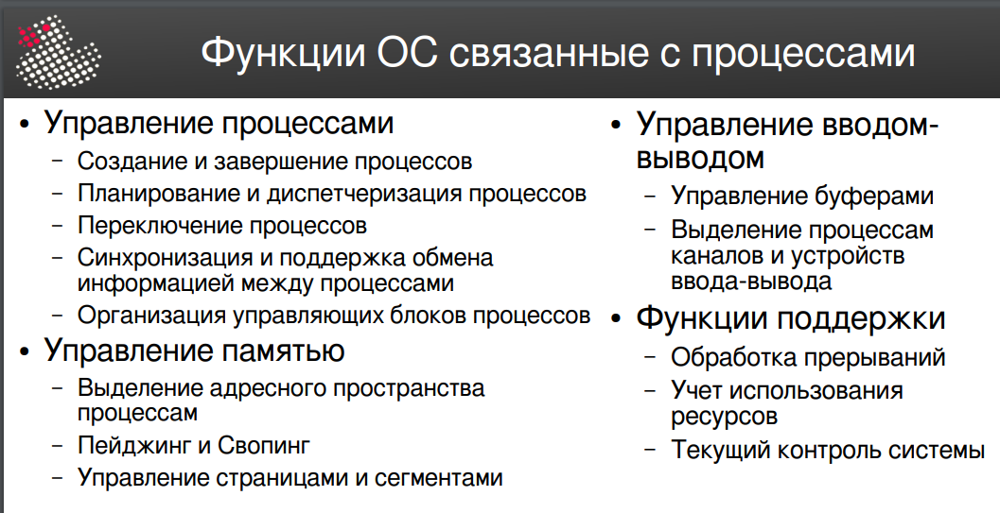 Функции ОС связанные с процессами
• Управление процессами
– Создание и завершение процессов
– Планирование и диспетчеризация процессов
– Переключение процессов
– Синхронизация и поддержка обмена
информацией между процессами
– Организация управляющих блоков процессов
• Управление памятью
– Выделение адресного пространства
процессам
– Пейджинг и Свопинг
– Управление страницами и сегментами
• Управление вводом-
выводом
– Управление буферами
– Выделение процессам
каналов и устройств
ввода-вывода
• Функции поддержки
– Обработка прерываний
– Учет использования
ресурсов
– Текущий контроль системы